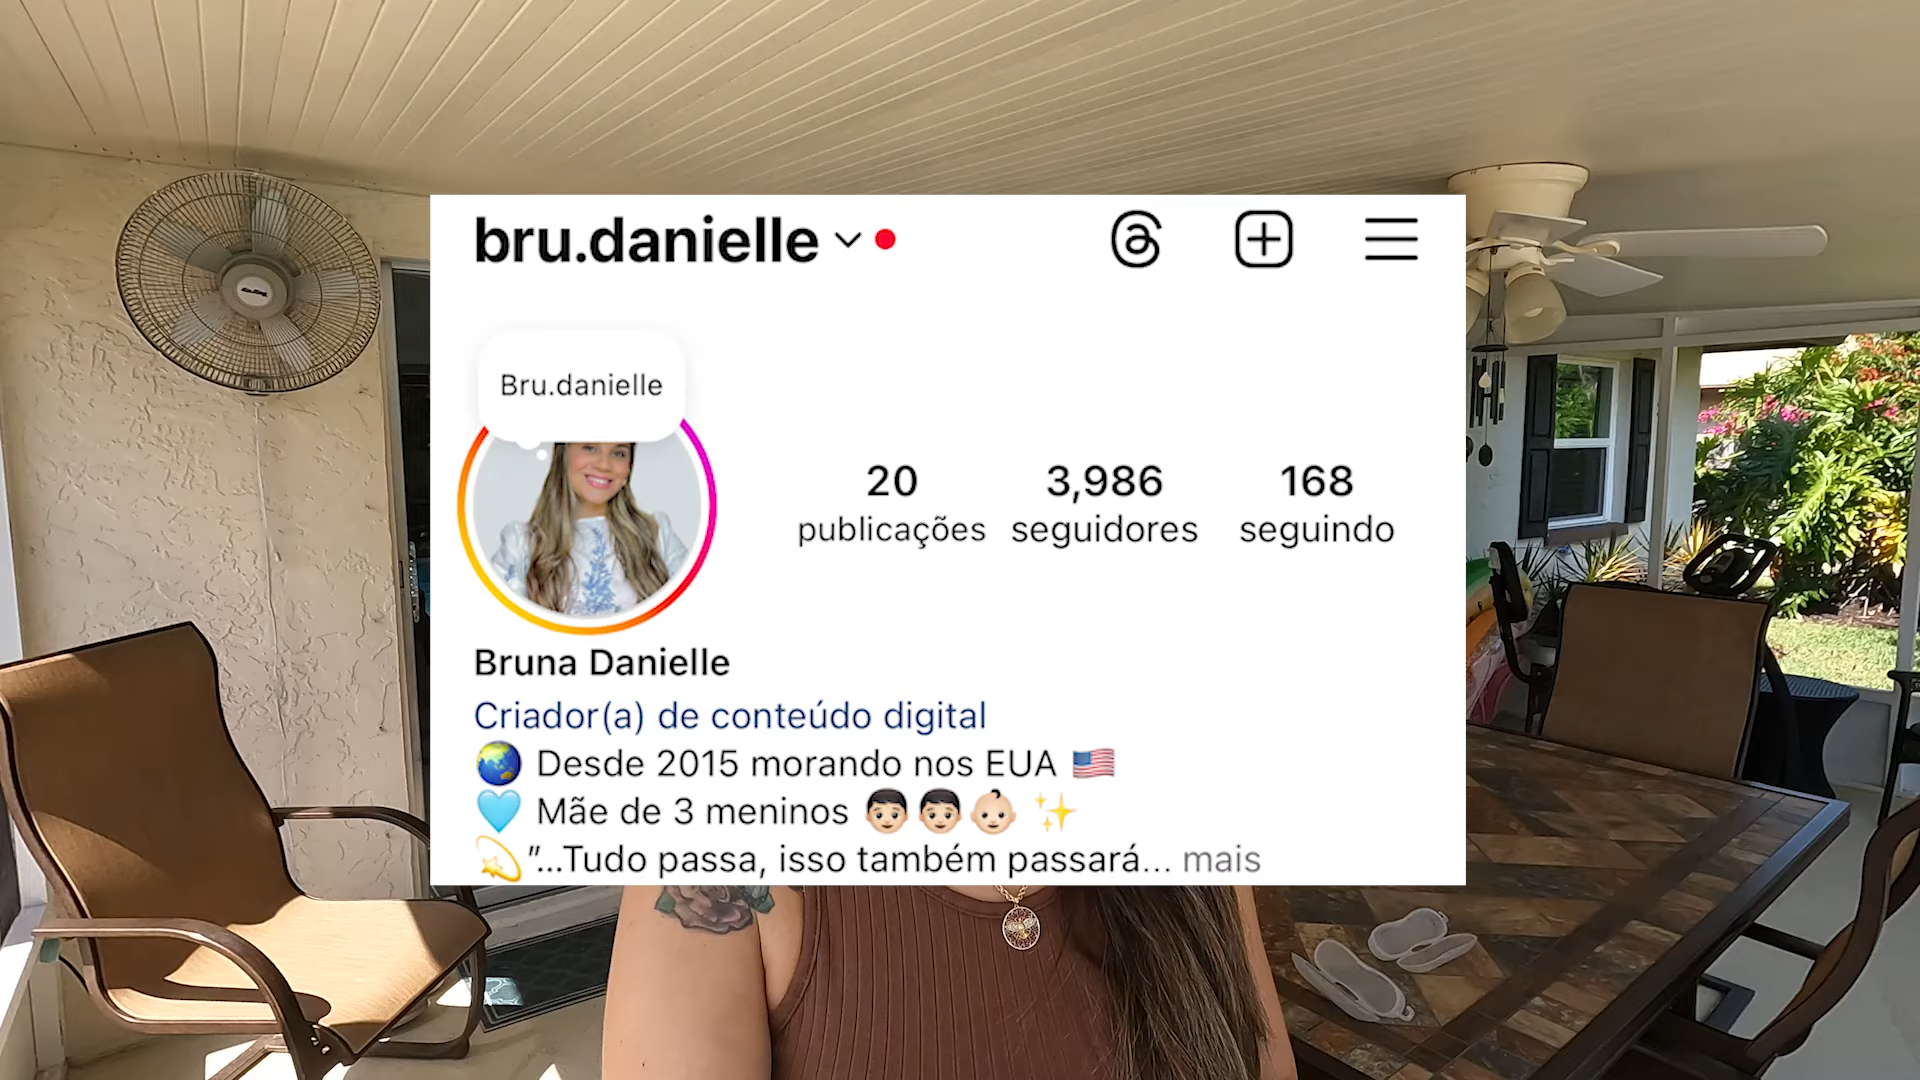 bru.danielle
Bru.danielle
20 3,986 168
publicações seguidores seguindo
Bruna Danielle
Criador(a) de conteúdo digital
Desde 2015 morando nos EUA
Mãe de 3 meninos
"...Tudo passa, isso também passará... mais